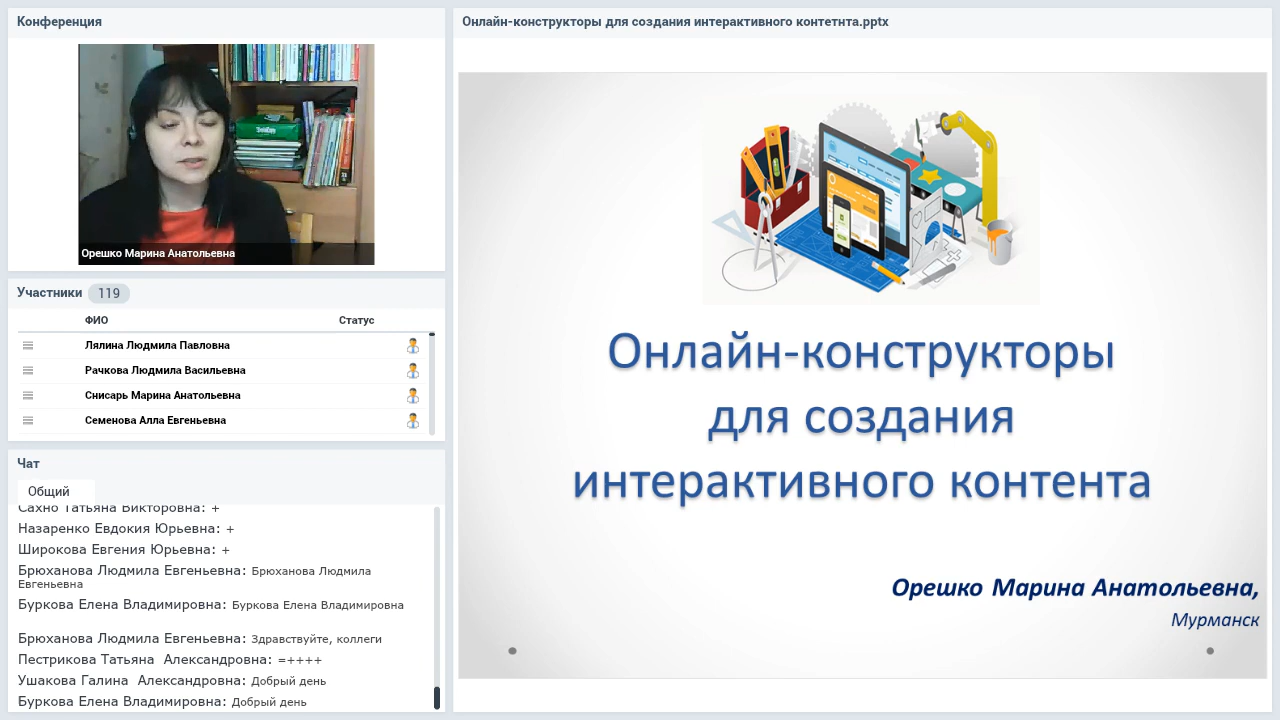 Конференция
Орешко Марина Анатольевна
Участники 119
ФИО Статус
Лялина Людмила Павловна
Рачкова Людмила Васильевна
Снисарь Марина Анатольевна
Семенова Алла Евгеньевна
Чат
Общий
Сахно Татьяна Викторовна: +
Назаренко Евдокия Юрьевна: +
Широкова Евгения Юрьевна: +
Брюханова Людмила Евгеньевна: Брюханова Людмила
Евгеньевна
Буркова Елена Владимировна: Буркова Елена Владимировна
Брюханова Людмила Евгеньевна: Здравствуйте, коллеги
Пестрикова Татьяна Александровна: =++++
Ушакова Галина Александровна: Добрый день
Буркова Елена Владимировна: Добрый день
Онлайн-конструкторы для создания интерактивного контетнта.pptx
Онлайн-конструкторы
для создания
интерактивного контента
Орешко Марина Анатольевна,
Мурманск